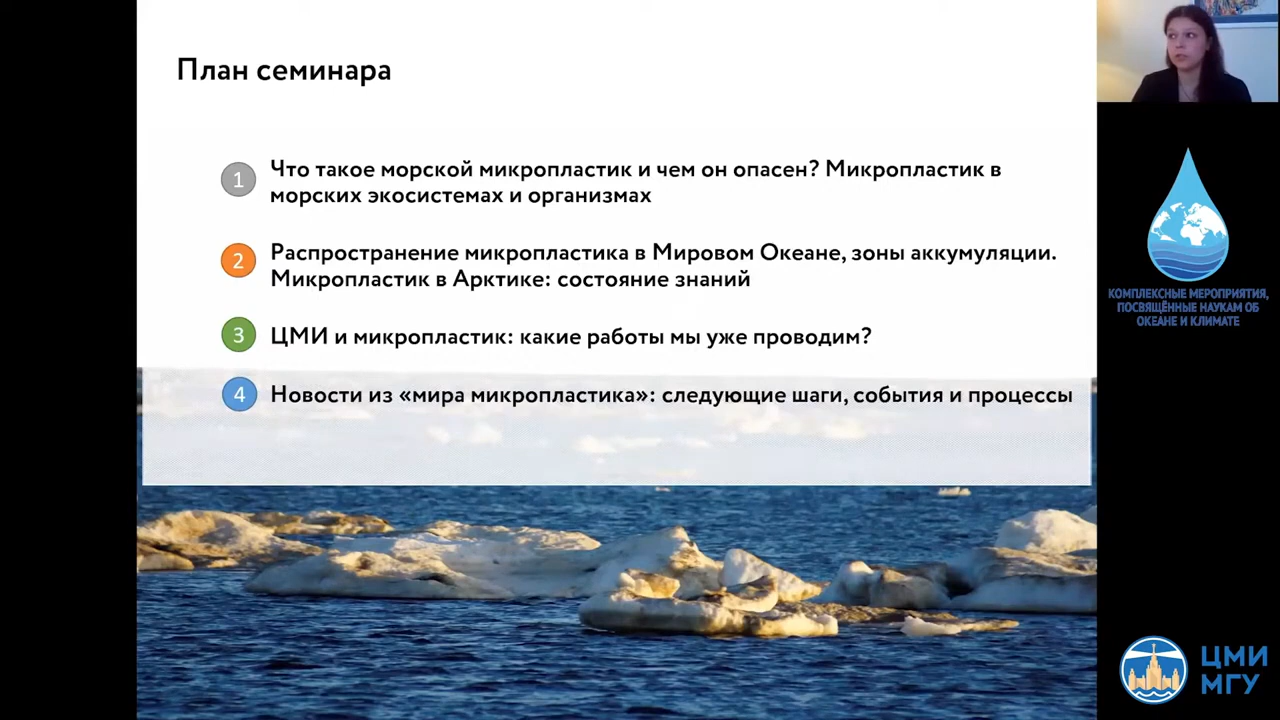 План семинара
1
Что такое морской микропластик и чем он опасен? Микропластик в
морских экосистемах и организмах
2
Распространение микропластика в Мировом Океане, зоны аккумуляции.
Микропластик в Арктике: состояние знаний
3
ЦМИ и микропластик: какие работы мы уже проводим?
4
Новости из «мира микропластика»: следующие шаги, события и процессы
КОМПЛЕКСНЫЕ МЕРОПРИЯТИЯ,
ПОСВЯЩЁННЫЕ НАУКАМ ОБ
ОКЕАНЕ И КЛИМАТЕ
ЦМИ
МГУ